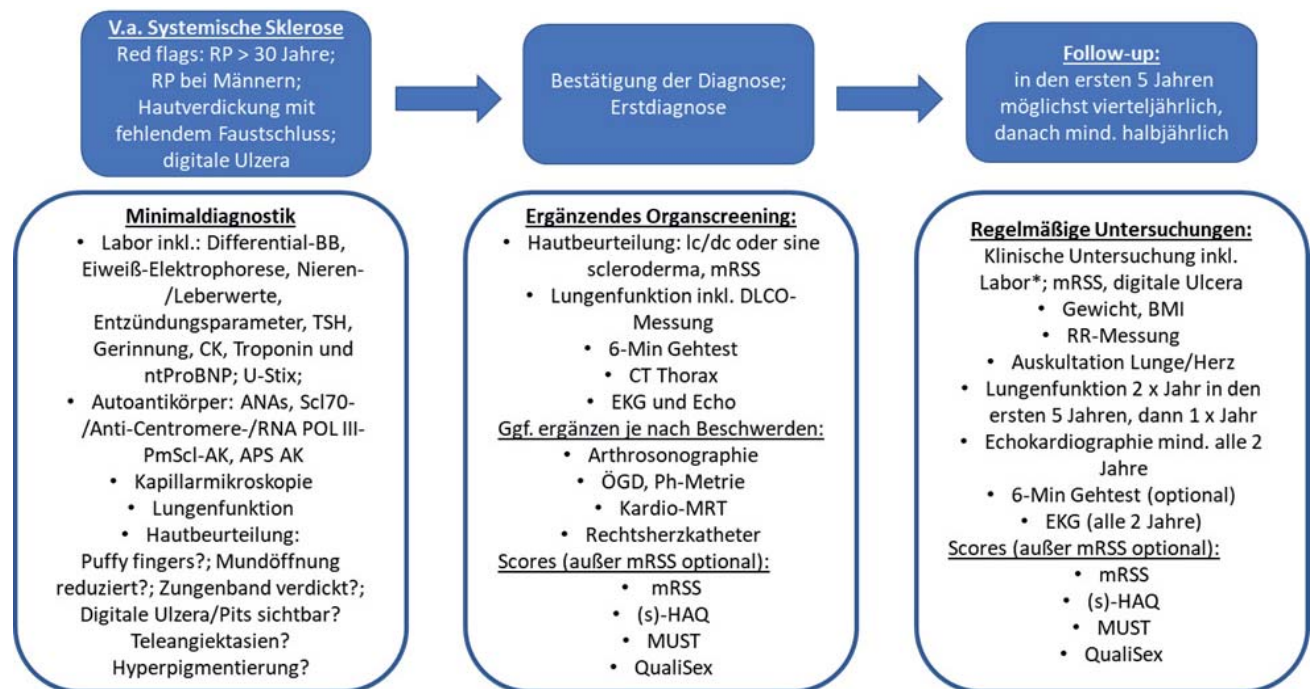 V.a. Systemische Sklerose
Red flags: RP > 30 Jahre;
RP bei Männern;
Hautverdickung mit
fehlendem Faustschluss;
digitale Ulzera
Bestätigung der Diagnose;
Erstdiagnose
Follow-up:
in den ersten 5 Jahren
möglichst vierteljährlich,
danach mind. halbjährlich
Minimaldiagnostik
• Labor inkl.: Differential-BB,
Eiweiß-Elektrophorese, Nieren-
/Leberwerte,
Entzündungsparameter, TSH,
Gerinnung, CK, Troponin und
ntProBNP; U-Stix;
• Autoantikörper: ANAs, Scl70-
/Anti-Centromere-/RNA POL III-
PmScl-AK, APS AK
• Kapillarmikroskopie
• Lungenfunktion
• Hautbeurteilung:
Puffy fingers?; Mundöffnung
reduziert?; Zungenband verdickt?;
Digitale Ulzera/Pits sichtbar?
Teleangiektasien?
Hyperpigmentierung?
Ergänzendes Organscreening:
• Hautbeurteilung: lc/dc oder sine
scleroderma, mRSS
• Lungenfunktion inkl. DLCO-
Messung
• 6-Min Gehtest
• CT Thorax
• EKG und Echo
Ggf. ergänzen je nach Beschwerden:
• Arthrosonographie
• ÖGD, Ph-Metrie
• Kardio-MRT
• Rechtsherzkatheter
Scores (außer mRSS optional):
• mRSS
• (s)-HAQ
• MUST
• QualiSex
Regelmäßige Untersuchungen:
Klinische Untersuchung inkl.
Labor*; mRSS, digitale Ulcera
• Gewicht, BMI
• RR-Messung
• Auskultation Lunge/Herz
• Lungenfunktion 2 x Jahr in den
ersten 5 Jahren, dann 1 x Jahr
• Echokardiographie mind. alle 2
Jahre
• 6-Min Gehtest (optional)
• EKG (alle 2 Jahre)
Scores (außer mRSS optional):
• mRSS
• (s)-HAQ
• MUST
• QualiSex